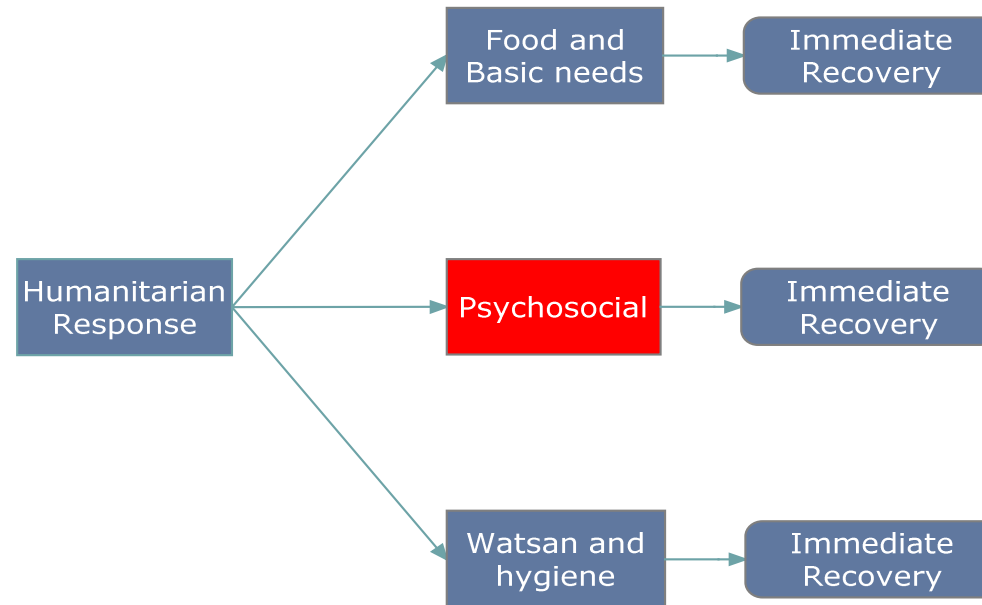 Food and
Basic needs
Immediate
Recovery
Humanitarian
Response
Psychosocial
Immediate
Recovery
Watsan and
hygiene
Immediate
Recovery